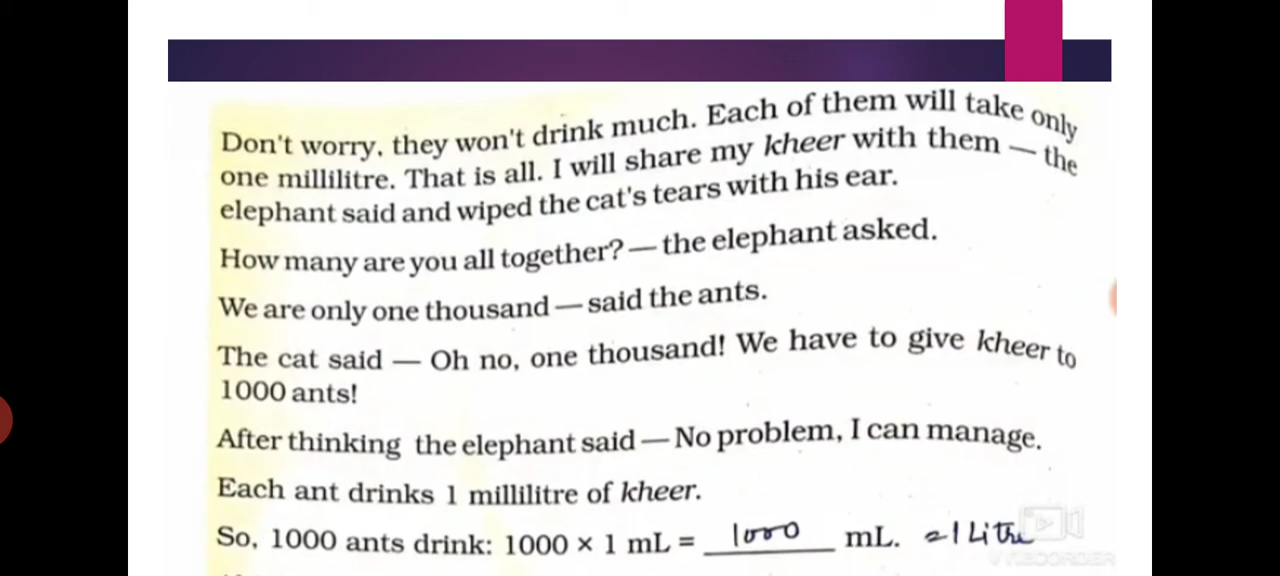 Don't worry, they won't drink much. Each of them will take only
one millilitre. That is all. I will share my kheer with them — the
elephant said and wiped the cat's tears with his ear.
How many are you all together? — the elephant asked.
We are only one thousand — said the ants.
The cat said — Oh no, one thousand! We have to give kheer to
1000 ants!
After thinking the elephant said — No problem, I can manage.
Each ant drinks 1 millilitre of kheer.
So, 1000 ants drink: 1000 × 1 mL = 1000 mL. = 1 Litre